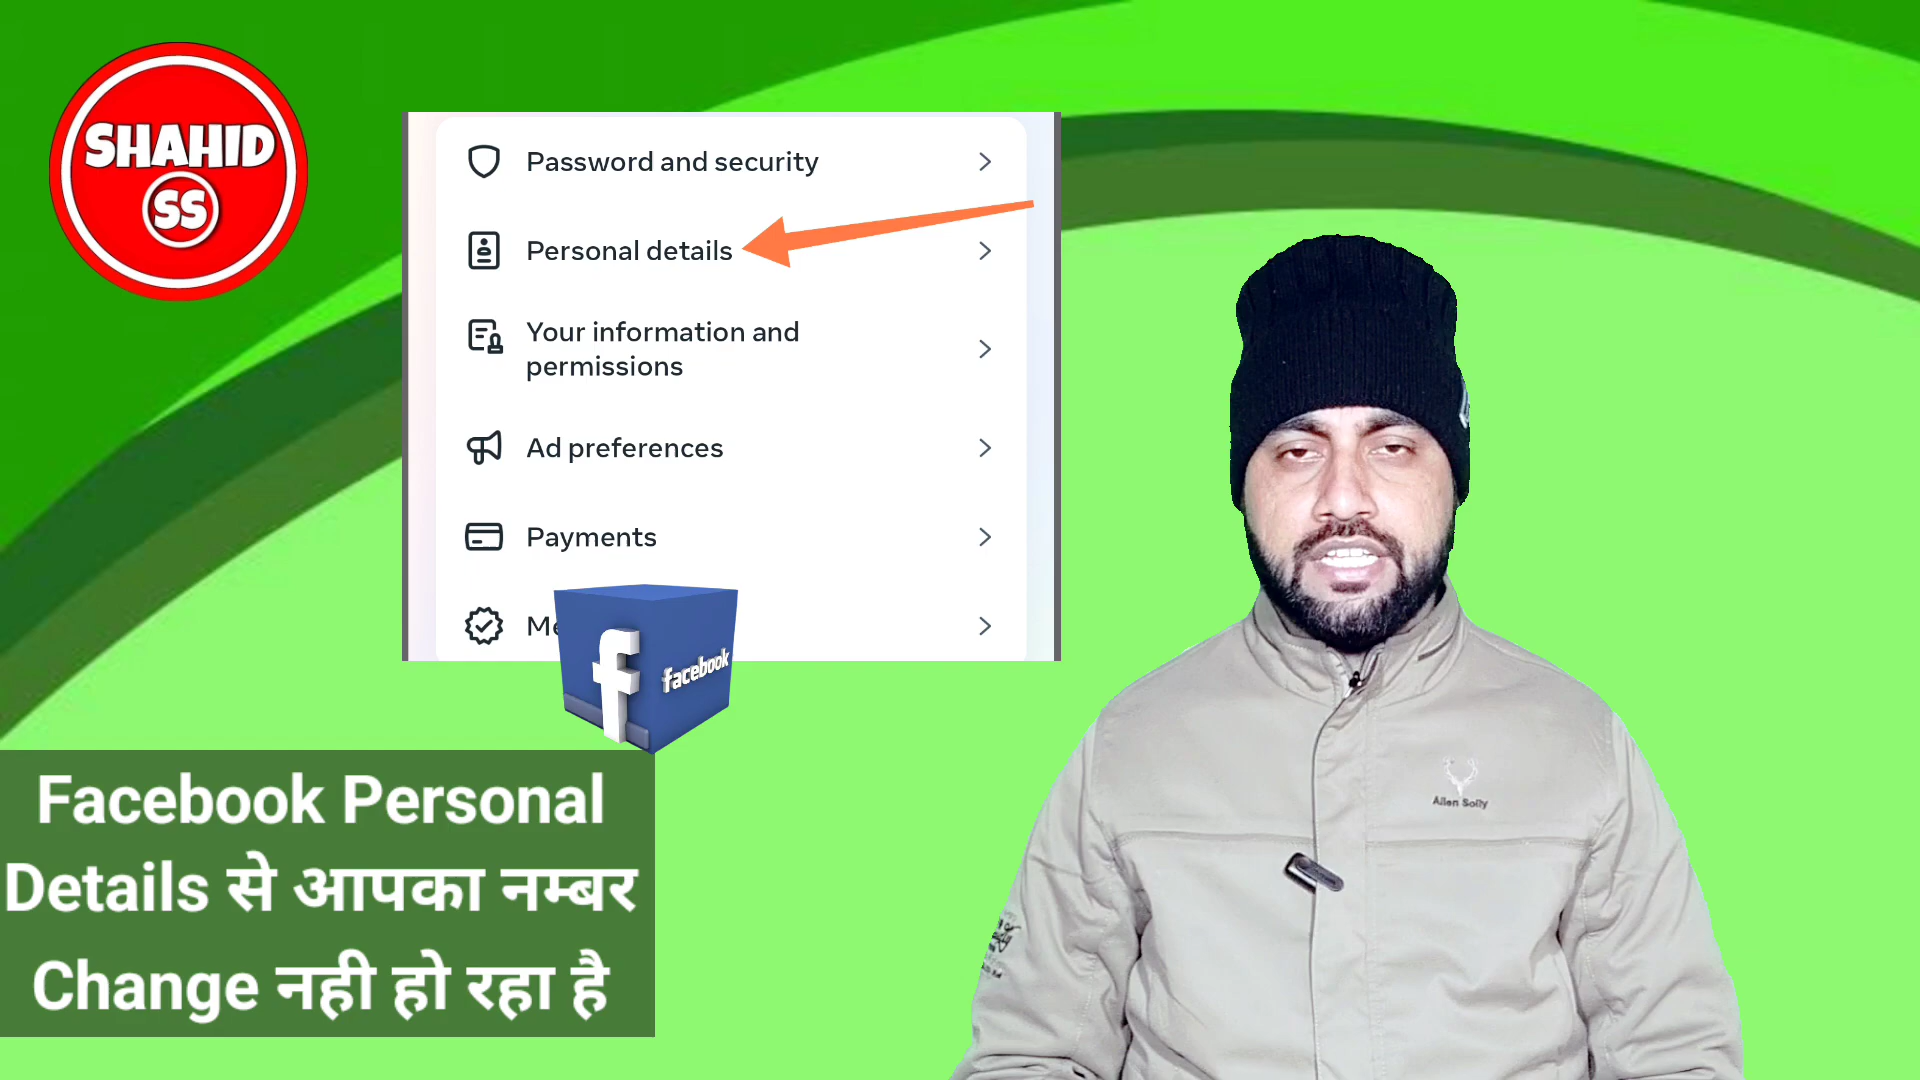 SHAHID
SS
Password and security
Personal details
Your information and
permissions
Ad preferences
Payments
Me
facebook
Facebook Personal
Details से आपका नम्बर
Change नही हो रहा है
Allen Solly